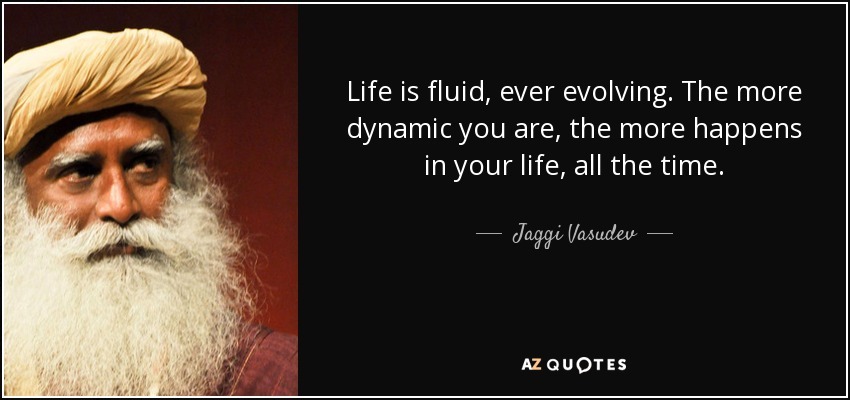 Life is fluid, ever evolving. The more
dynamic you are, the more happens
in your life, all the time.
Jaggi Vasudev
AZ QUOTES